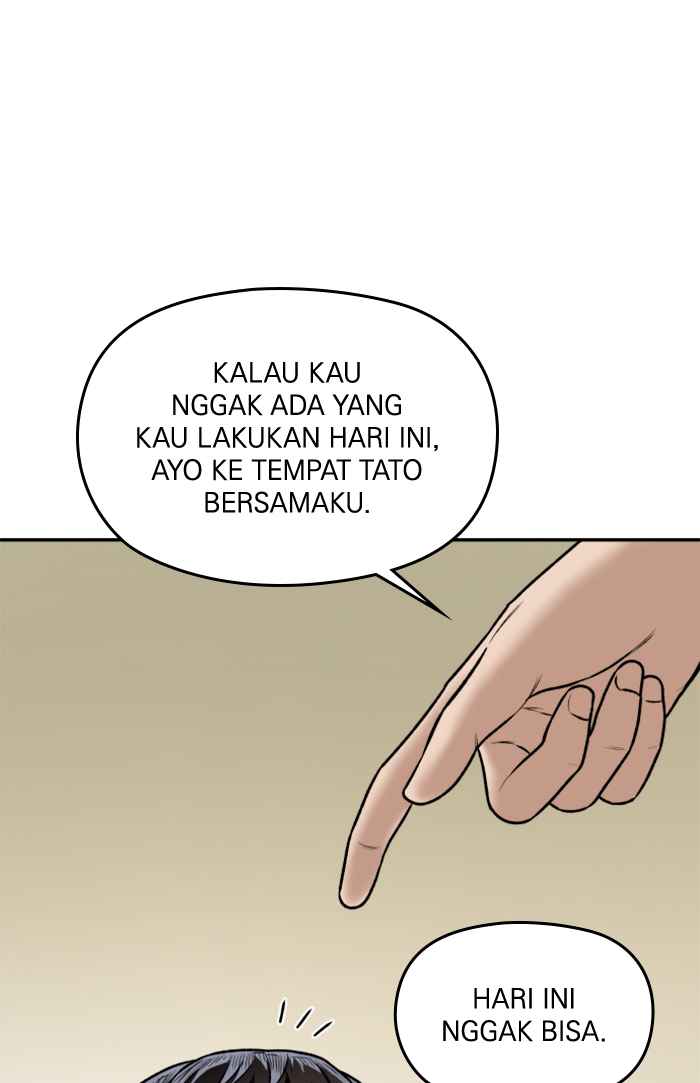 KALAU KAU
NGGAK ADA YANG
KAU LAKUKAN HARI INI,
AYO KE TEMPAT TATO
BERSAMAKU.
HARI INI
NGGAK BISA.